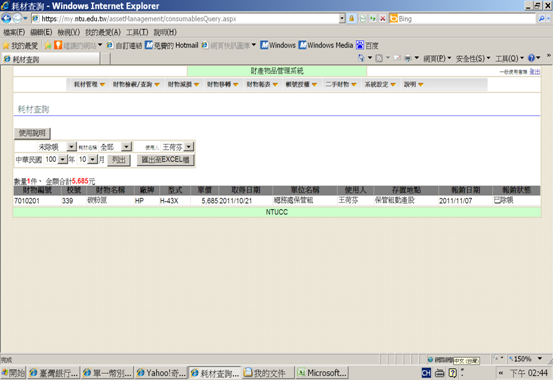 耗材查詢 - Windows Internet Explorer
https://my.ntu.edu.tw/assetManagement/consumablesQuery.aspx
Bing
檔案(F) 編輯(E) 檢視(V) 我的最愛(A) 工具(T) 說明(H)
我的最愛 建議的網站 自訂連結 免費的 Hotmail 網頁快訊圖庫 Windows Windows Media 百度
耗材查詢
網頁(P) 安全性(S) 工具(O)
財產物品管理系統
一般使用者 登出
耗材管理 財物檢視/查詢 財物減損 財物移轉 財物報表 帳號授權 二手財物 系統設定 說明
耗材查詢
使用說明
未除帳 耗材名稱 全部 使用人 王荷芬
中華民國 100 年 10 月 列出 匯出至EXCEL檔
數量1件、 金額合計5,685元
財物編號 校號 財物名稱 廠牌 型式 單價 取得日期 單位名稱 使用人 存置地點 報銷日期 報銷狀態
7010201 339 碳粉匣 HP H-43X 5,685 2011/10/21 總務處保管組 王荷芬 保管組動產股 2011/11/07 已除帳
NTUCC
完成
中文 (台灣)
150%
開始 臺灣銀行... 單一幣別... Yahoo!奇... 耗材查詢... 我的文件 Microsoft...
CH
下午 02:44